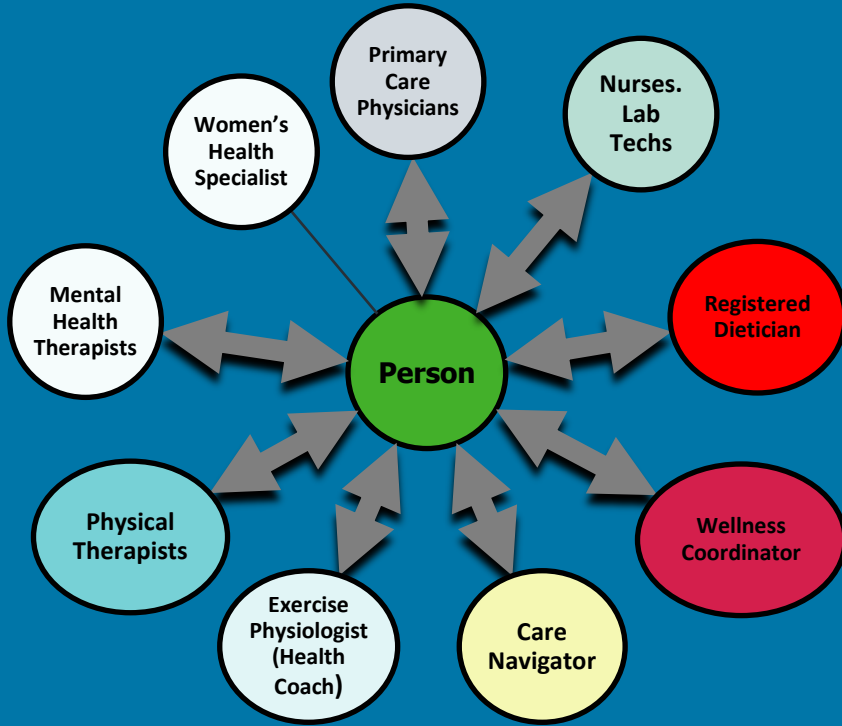 Primary
Care
Physicians
Nurses.
Lab
Techs
Women's
Health
Specialist
Mental
Health
Therapists
Registered
Dietician
Person
Physical
Therapists
Wellness
Coordinator
Exercise
Physiologist
(Health
Coach)
Care
Navigator